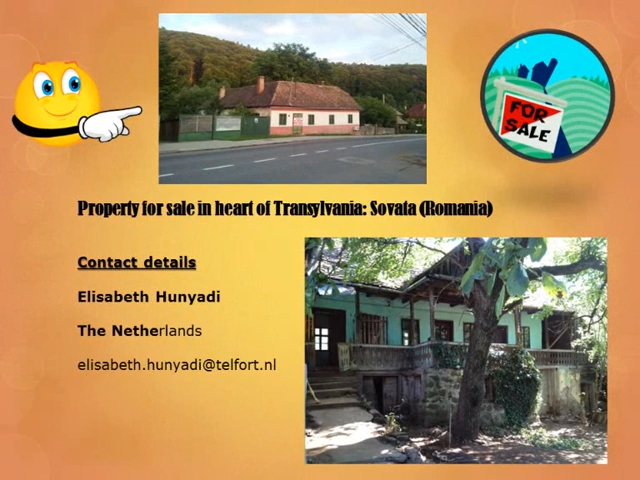 FOR
SALE
Property for sale in heart of Transylvania: Sovata (Romania)
Contact details
Elisabeth Hunyadi
The Netherlands
elisabeth.hunyadi@telfort.nl